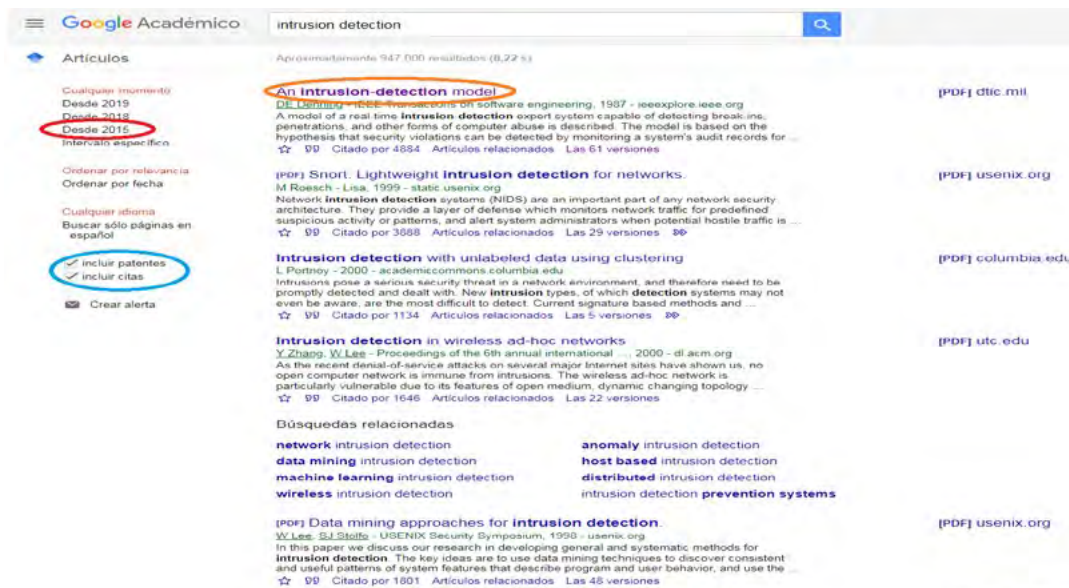 Google Académico
intrusion detection
Artículos
Aproximadamente 947.000 resultados (0,22 s)
Cualquier momento
Desde 2019
Desde 2018
Desde 2015
Intervalo específico
Ordenar por relevancia
Ordenar por fecha
Cualquier idioma
Buscar sólo páginas en
español
incluir patentes
incluir citas
Crear alerta
An intrusion-detection model
[PDF] dtic.mil
DE Denning - IEEE Transactions on software engineering, 1987 - ieeexplore.ieee.org
A model of a real time intrusion detection expert system capable of detecting break-ins,
penetrations, and other forms of computer abuse is described. The model is based on the
hypothesis that security violations can be detected by monitoring a system's audit records for ...
Citado por 4884 Artículos relacionados Las 61 versiones
[PDF] Snort. Lightweight intrusion detection for networks.
[PDF] usenix.org
M Roesch - Lisa, 1999 - static.usenix.org
Network intrusion detection systems (NIDS) are an important part of any network security
architecture. They provide a layer of defense which monitors network traffic for predefined
suspicious activity or patterns, and alert system administrators when potential hostile traffic is ...
Citado por 3888 Artículos relacionados Las 29 versiones
Intrusion detection with unlabeled data using clustering
[PDF] columbia.edu
L Portnoy - 2000 - academiccommons.columbia.edu
Intrusions pose a serious security threat in a network environment, and therefore need to be
promptly detected and dealt with. New intrusion types, of which detection systems may not
even be aware, are the most difficult to detect. Current signature based methods and ...
Citado por 1134 Artículos relacionados Las 5 versiones
Intrusion detection in wireless ad-hoc networks
[PDF] utc.edu
Y Zhang, W Lee - Proceedings of the 6th annual international ..., 2000 - dl.acm.org
As the recent denial-of-service attacks on several major Internet sites have shown us, no
open computer network is immune from intrusions. The wireless ad-hoc network is
particularly vulnerable due to its features of open medium, dynamic changing topology ...
Citado por 1646 Artículos relacionados Las 22 versiones
Búsquedas relacionadas
network intrusion detection
anomaly intrusion detection
data mining intrusion detection
host based intrusion detection
machine learning intrusion detection
distributed intrusion detection
wireless intrusion detection
intrusion detection prevention systems
[PDF] Data mining approaches for intrusion detection.
[PDF] usenix.org
W Lee, SJ Stolfo - USENIX Security Symposium, 1998 - usenix.org
In this paper we discuss our research in developing general and systematic methods for
intrusion detection. The key ideas are to use data mining techniques to discover consistent
and useful patterns of system features that describe program and user behavior, and use the ...
Citado por 1801 Artículos relacionados Las 48 versiones